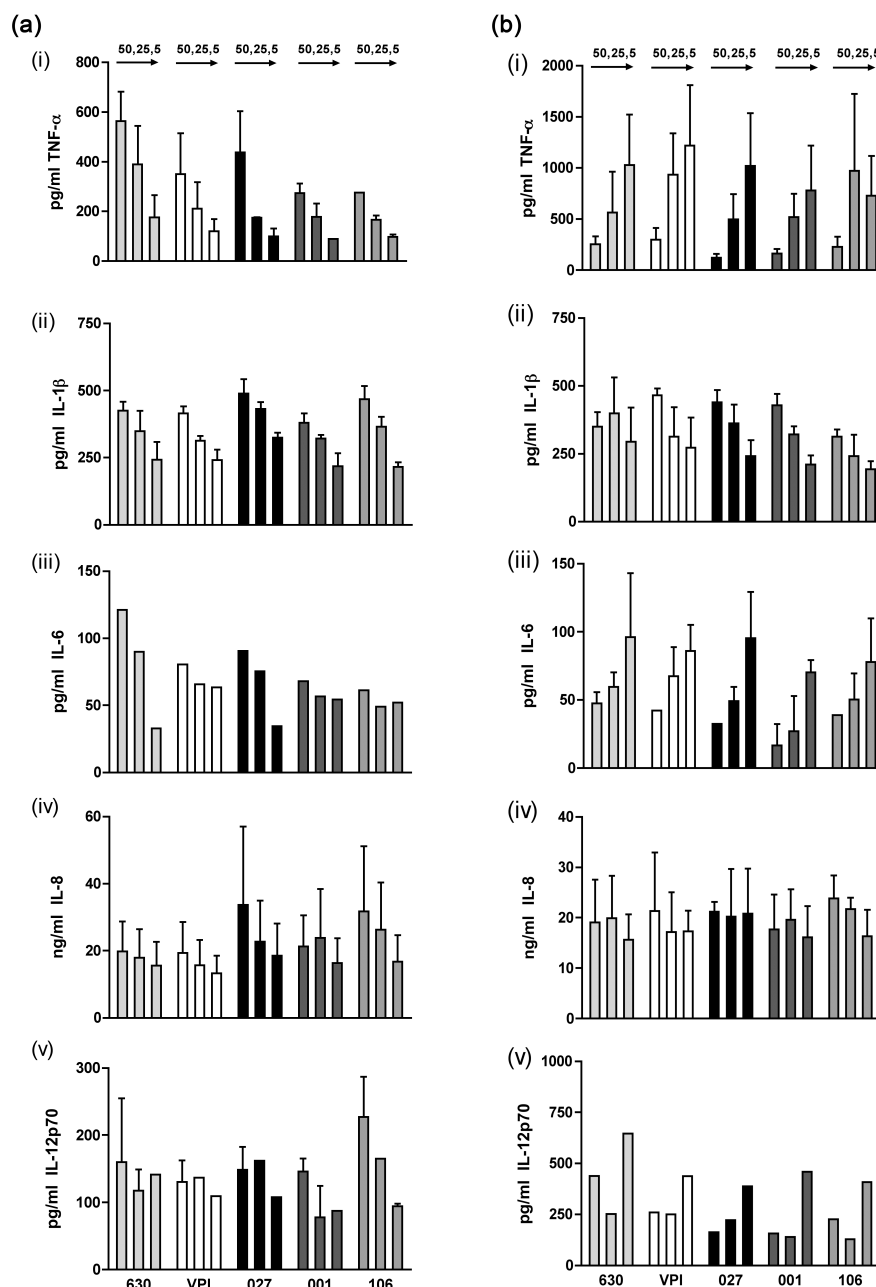 (a)
50,25,5 50,25,5 50,25,5 50,25,5 50,25,5
(i)
800
600
400
200
0
pg/ml TNF-α
(ii)
750
500
250
0
pg/ml IL-1β
(iii)
150
100
50
0
pg/ml IL-6
(iv)
60
40
20
0
ng/ml IL-8
(v)
300
200
100
0
pg/ml IL-12p70
630 VPI 027 001 106
(b)
50,25,5 50,25,5 50,25,5 50,25,5 50,25,5
(i)
2000
1500
1000
500
0
pg/ml TNF-α
(ii)
750
500
250
0
pg/ml IL-1β
(iii)
150
100
50
0
pg/ml IL-6
(iv)
40
30
20
10
0
ng/ml IL-8
(v)
1000
750
500
250
0
pg/ml IL-12p70
630 VPI 027 001 106